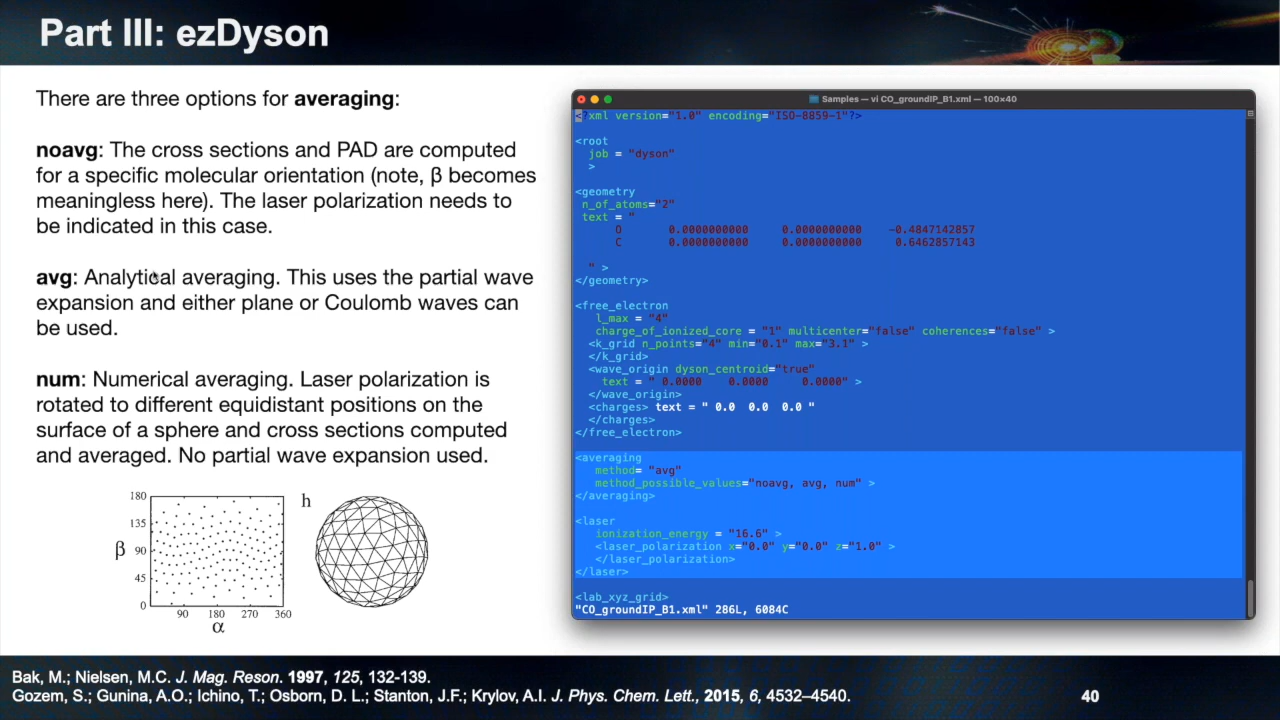 Part III: ezDyson
There are three options for averaging:
noavg: The cross sections and PAD are computed
for a specific molecular orientation (note, β becomes
meaningless here). The laser polarization needs to
be indicated in this case.
avg: Analytical averaging. This uses the partial wave
expansion and either plane or Coulomb waves can
be used.
num: Numerical averaging. Laser polarization is
rotated to different equidistant positions on the
surface of a sphere and cross sections computed
and averaged. No partial wave expansion used.
180
135
β 90
45
0
90 180 270 360
α
h
Samples — vi CO_groundIP_B1.xml — 100×40
<?xml version="1.0" encoding="ISO-8859-1"?>
<root
job = "dyson"
>
<geometry
n_of_atoms="2"
text = "
O 0.0000000000 0.0000000000 -0.4847142857
C 0.0000000000 0.0000000000 0.6462857143
" >
</geometry>
<free_electron
l_max = "4"
charge_of_ionized_core = "1" multicenter="false" coherences="false" >
<k_grid n_points="4" min="0.1" max="3.1" >
</k_grid>
<wave_origin dyson_centroid="true"
text = " 0.0000 0.0000 0.0000" >
</wave_origin>
<charges> text = " 0.0 0.0 0.0 "
</charges>
</free_electron>
<averaging
method= "avg"
method_possible_values="noavg, avg, num" >
</averaging>
<laser
ionization_energy = "16.6" >
<laser_polarization x="0.0" y="0.0" z="1.0" >
</laser_polarization>
</laser>
<lab_xyz_grid>
"CO_groundIP_B1.xml" 286L, 6084C
Bak, M.; Nielsen, M.C. J. Mag. Reson. 1997, 125, 132-139.
Gozem, S.; Gunina, A.O.; Ichino, T.; Osborn, D. L.; Stanton, J.F.; Krylov, A.I. J. Phys. Chem. Lett., 2015, 6, 4532–4540.
40